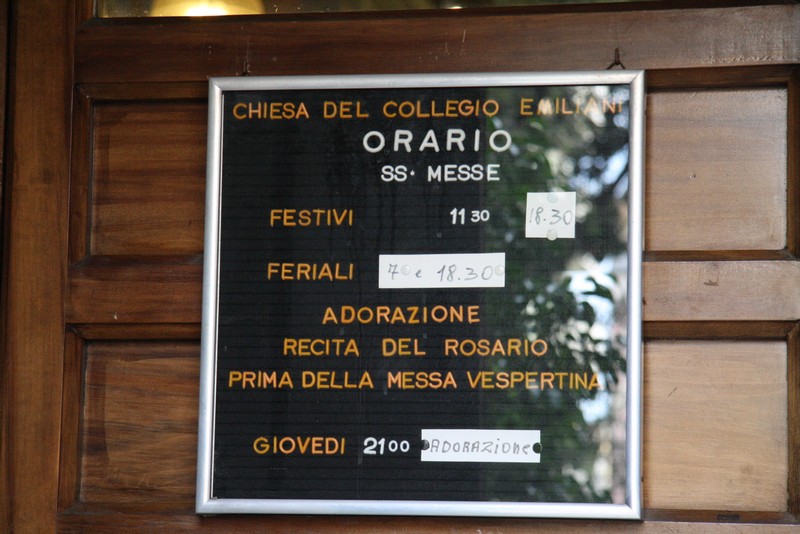 CHIESA DEL COLLEGIO EMILIANI
ORARIO
SS. MESSE
FESTIVI 11 30 18.30
FERIALI 7 e 18.30
ADORAZIONE
RECITA DEL ROSARIO
PRIMA DELLA MESSA VESPERTINA
GIOVEDI 21 00 ADORAZIONe